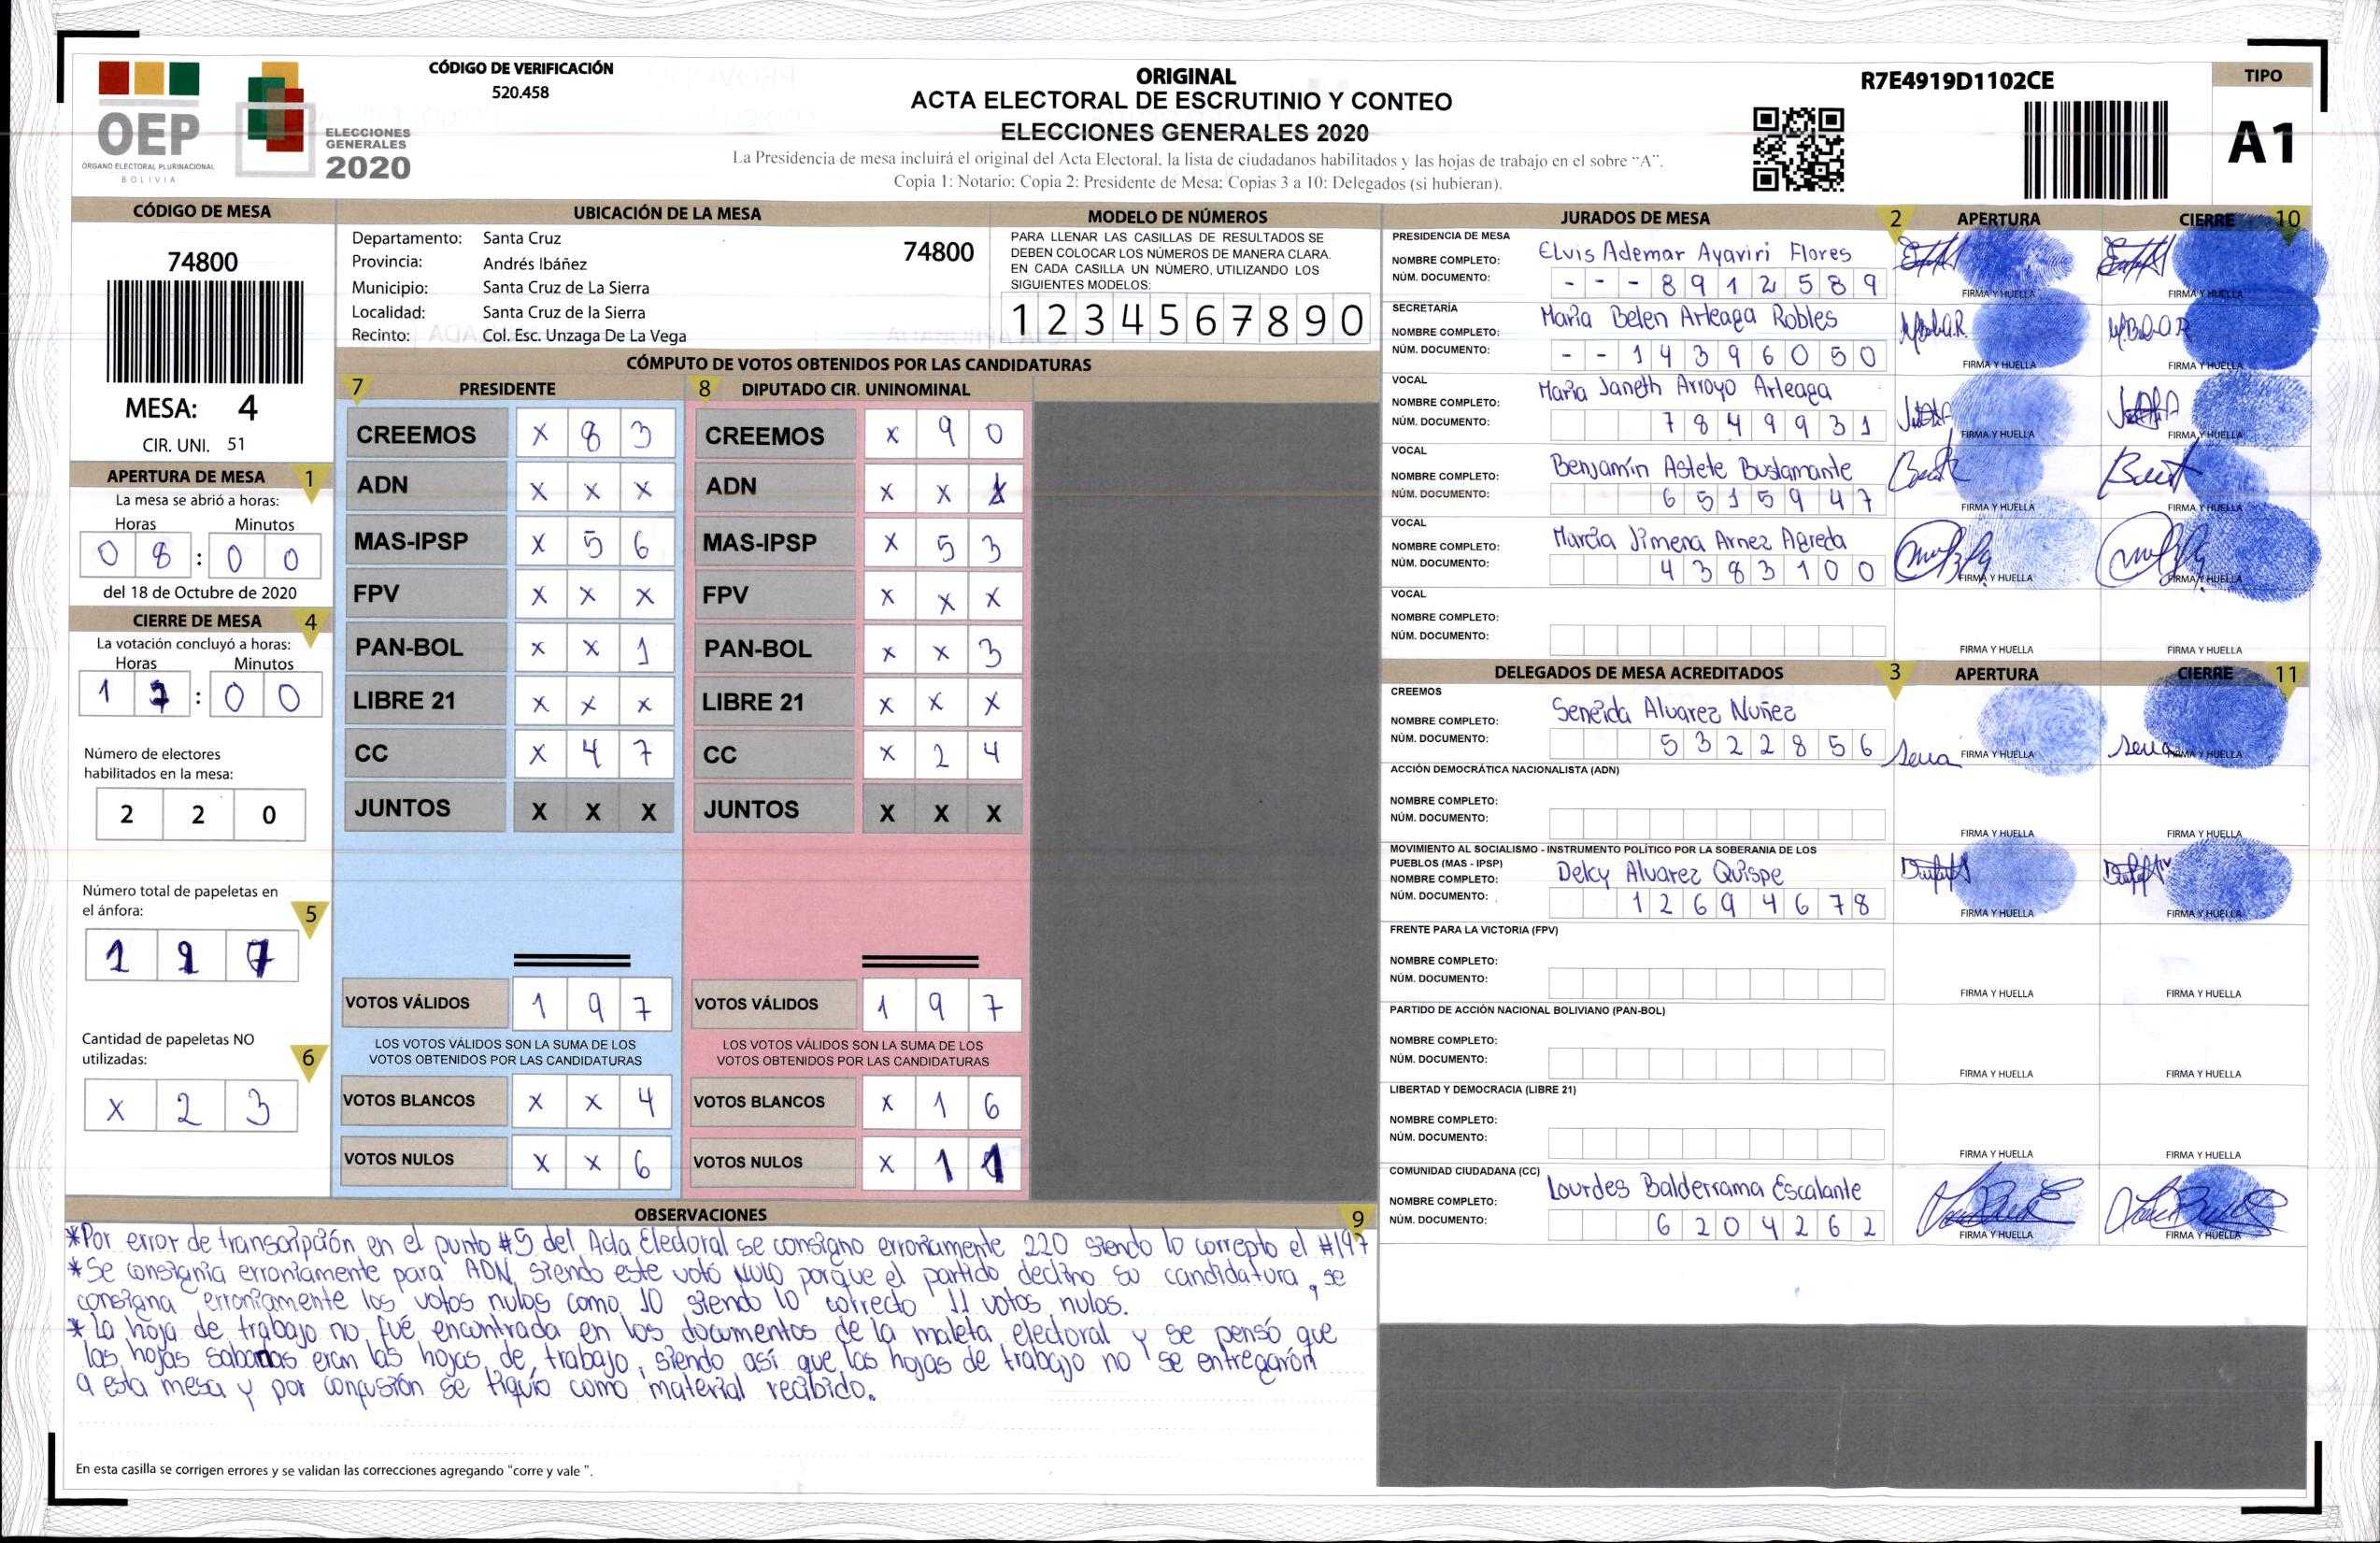 CÓDIGO DE VERIFICACIÓN
520.458
OEP
ÓRGANO ELECTORAL PLURINACIONAL
BOLIVIA
ELECCIONES
GENERALES
2020
ORIGINAL
ACTA ELECTORAL DE ESCRUTINIO Y CONTEO
ELECCIONES GENERALES 2020
La Presidencia de mesa incluirá el original del Acta Electoral, la lista de ciudadanos habilitados y las hojas de trabajo en el sobre "A".
Copia 1: Notario: Copia 2: Presidente de Mesa: Copias 3 a 10: Delegados (si hubieran).
R7E4919D1102CE
TIPO
A1
CÓDIGO DE MESA
74800
MESA: 4
CIR. UNI. 51
APERTURA DE MESA 1
La mesa se abrió a horas:
Horas Minutos
0 8 : 0 0
del 18 de Octubre de 2020
CIERRE DE MESA 4
La votación concluyó a horas:
Horas Minutos
1 7 : 0 0
Número de electores
habilitados en la mesa:
2 2 0
Número total de papeletas en
el ánfora: 5
1 9 7
Cantidad de papeletas NO
utilizadas: 6
X 2 3
UBICACIÓN DE LA MESA
Departamento: Santa Cruz 74800
Provincia: Andrés Ibáñez
Municipio: Santa Cruz de La Sierra
Localidad: Santa Cruz de la Sierra
Recinto: Col. Esc. Unzaga De La Vega
MODELO DE NÚMEROS
PARA LLENAR LAS CASILLAS DE RESULTADOS SE
DEBEN COLOCAR LOS NÚMEROS DE MANERA CLARA.
EN CADA CASILLA UN NÚMERO, UTILIZANDO LOS
SIGUIENTES MODELOS:
1 2 3 4 5 6 7 8 9 0
CÓMPUTO DE VOTOS OBTENIDOS POR LAS CANDIDATURAS
7 PRESIDENTE 8 DIPUTADO CIR. UNINOMINAL
CREEMOS X 8 3 CREEMOS X 9 0
ADN X X X ADN X X X
MAS-IPSP X 5 6 MAS-IPSP X 5 3
FPV X X X FPV X X X
PAN-BOL X X 1 PAN-BOL X X 3
LIBRE 21 X X X LIBRE 21 X X X
CC X 4 7 CC X 2 4
JUNTOS X X X JUNTOS X X X
VOTOS VÁLIDOS 1 9 7 VOTOS VÁLIDOS 1 9 7
LOS VOTOS VÁLIDOS SON LA SUMA DE LOS LOS VOTOS VÁLIDOS SON LA SUMA DE LOS
VOTOS OBTENIDOS POR LAS CANDIDATURAS VOTOS OBTENIDOS POR LAS CANDIDATURAS
VOTOS BLANCOS X X 4 VOTOS BLANCOS X 1 6
VOTOS NULOS X X 6 VOTOS NULOS X 1 1
OBSERVACIONES 9
*Por error de transcripción en el punto #5 del Acta Electoral se consigno erroniamente 220 siendo lo correpto el #197
*Se consignia erroniamente para ADN siendo este voto NULO porque el partido declino su candidatura, se
consigna erroniamente los votos nulos como 10 siendo lo correcto 11 votos nulos.
* La hoja de trabajo no fué encontrada en los documentos de la maleta electoral y se pensó que
las hojas eran las hojas de trabajo, siendo así que las hojas de trabajo no se entregarón
a esta mesa y por confusión se como material recibido.
En esta casilla se corrigen errores y se validan las correcciones agregando "corre y vale ".
JURADOS DE MESA 2 APERTURA CIERRE 10
PRESIDENCIA DE MESA
NOMBRE COMPLETO: Elvis Ademar Ayaviri Flores
NÚM. DOCUMENTO: - - - 8 9 1 2 5 8 9
FIRMA Y HUELLA FIRMA Y HUELLA
SECRETARÍA
NOMBRE COMPLETO: Maria Belen Arteaga Robles
NÚM. DOCUMENTO: - - 1 4 3 9 6 0 5 0
FIRMA Y HUELLA FIRMA Y HUELLA
VOCAL
NOMBRE COMPLETO: Maria Janeth Arroyo Arteaga
NÚM. DOCUMENTO: 7 8 4 9 9 3 1
FIRMA Y HUELLA FIRMA Y HUELLA
VOCAL
NOMBRE COMPLETO: Benjamín Astete Bustamante
NÚM. DOCUMENTO: 6 5 1 5 9 4 7
FIRMA Y HUELLA FIRMA Y HUELLA
VOCAL
NOMBRE COMPLETO: Marcia Jimena Arnez Agreda
NÚM. DOCUMENTO: 4 3 8 3 1 0 0
FIRMA Y HUELLA FIRMA Y HUELLA
VOCAL
NOMBRE COMPLETO:
NÚM. DOCUMENTO:
FIRMA Y HUELLA FIRMA Y HUELLA
DELEGADOS DE MESA ACREDITADOS 3 APERTURA CIERRE 11
CREEMOS
NOMBRE COMPLETO: Seneida Alvarez Nuñez
NÚM. DOCUMENTO: 5 3 2 2 8 5 6
FIRMA Y HUELLA FIRMA Y HUELLA
ACCIÓN DEMOCRÁTICA NACIONALISTA (ADN)
NOMBRE COMPLETO:
NÚM. DOCUMENTO:
FIRMA Y HUELLA FIRMA Y HUELLA
MOVIMIENTO AL SOCIALISMO - INSTRUMENTO POLÍTICO POR LA SOBERANIA DE LOS
PUEBLOS (MAS - IPSP)
NOMBRE COMPLETO: Delcy Alvarez Quispe
NÚM. DOCUMENTO: 1 2 6 9 4 6 7 8
FIRMA Y HUELLA FIRMA Y HUELLA
FRENTE PARA LA VICTORIA (FPV)
NOMBRE COMPLETO:
NÚM. DOCUMENTO:
FIRMA Y HUELLA FIRMA Y HUELLA
PARTIDO DE ACCIÓN NACIONAL BOLIVIANO (PAN-BOL)
NOMBRE COMPLETO:
NÚM. DOCUMENTO:
FIRMA Y HUELLA FIRMA Y HUELLA
LIBERTAD Y DEMOCRACIA (LIBRE 21)
NOMBRE COMPLETO:
NÚM. DOCUMENTO:
FIRMA Y HUELLA FIRMA Y HUELLA
COMUNIDAD CIUDADANA (CC)
NOMBRE COMPLETO: Lourdes Balderrama Escalante
NÚM. DOCUMENTO: 6 2 0 4 2 6 2
FIRMA Y HUELLA FIRMA Y HUELLA